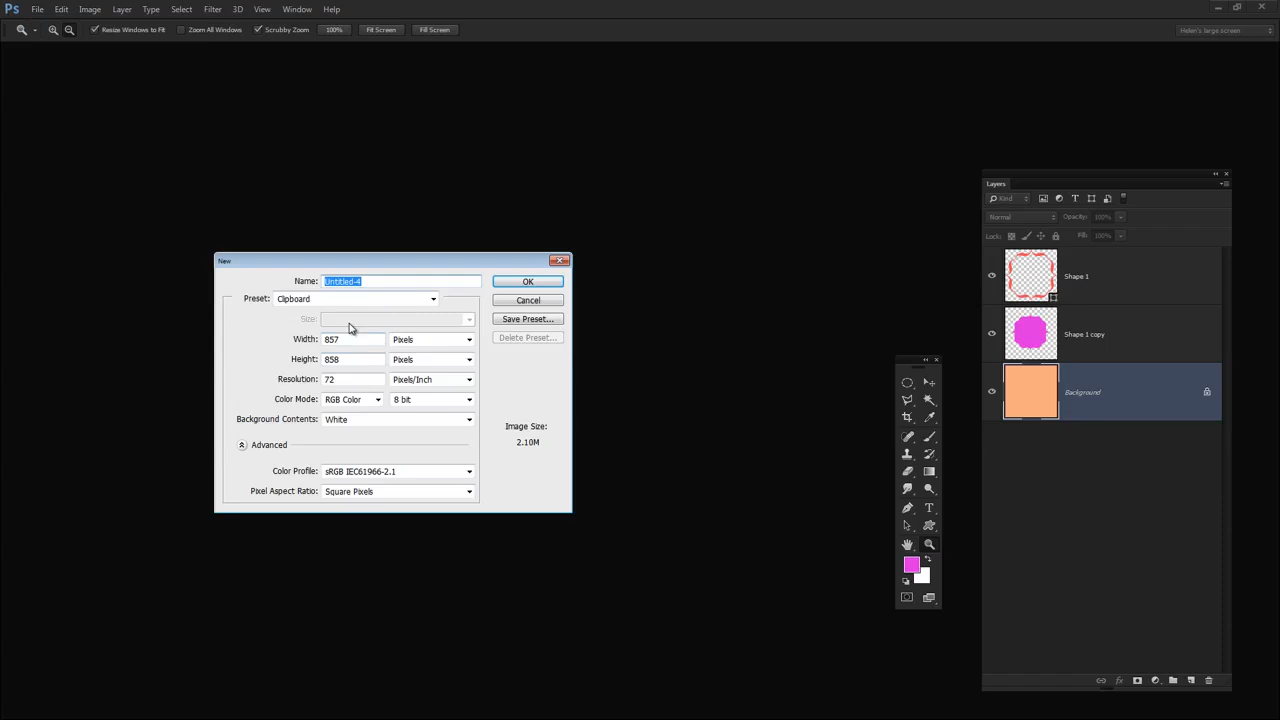 Ps File Edit Image Layer Type Select Filter 3D View Window Help
Resize Windows to Fit Zoom All Windows Scrubby Zoom 100% Fit Screen Fill Screen Helen's large screen
New
Name: Untitled-4 OK
Preset: Clipboard Cancel
Size: Save Preset...
Width: 857 Pixels Delete Preset...
Height: 858 Pixels
Resolution: 72 Pixels/Inch
Color Mode: RGB Color 8 bit
Background Contents: White
Image Size:
2.10M
Advanced
Color Profile: sRGB IEC61966-2.1
Pixel Aspect Ratio: Square Pixels
Layers
Kind T
Normal Opacity: 100%
Lock: Fill: 100%
Shape 1
Shape 1 copy
Background
T
fx